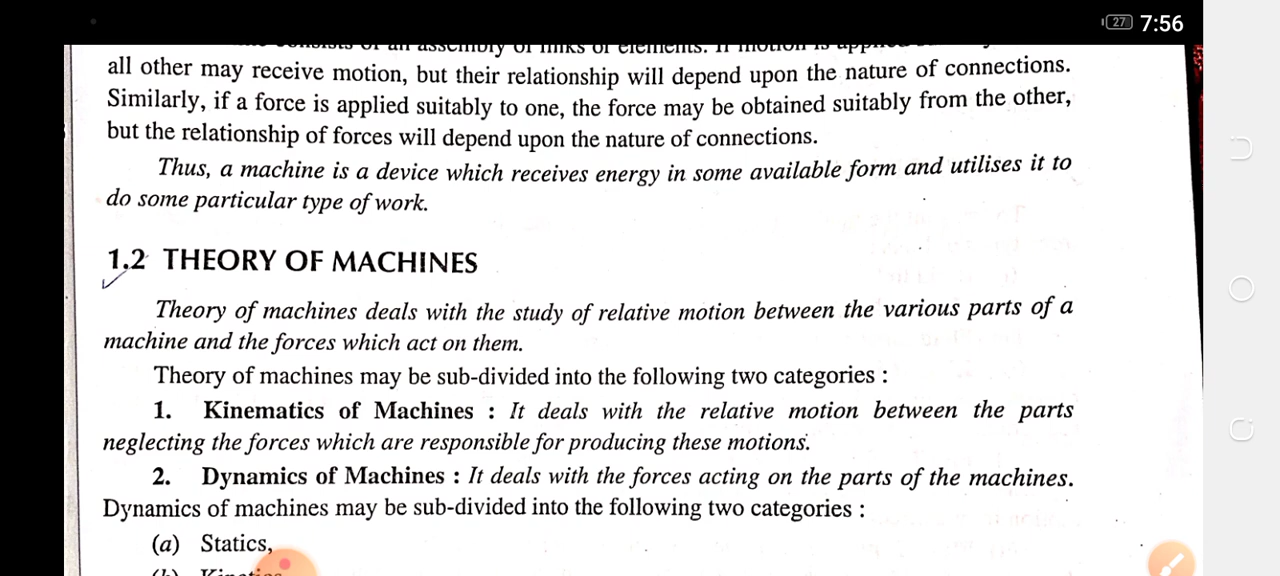 27 7:56
all other may receive motion, but their relationship will depend upon the nature of connections.
Similarly, if a force is applied suitably to one, the force may be obtained suitably from the other,
but the relationship of forces will depend upon the nature of connections.
Thus, a machine is a device which receives energy in some available form and utilises it to
do some particular type of work.
1.2 THEORY OF MACHINES
Theory of machines deals with the study of relative motion between the various parts of a
machine and the forces which act on them.
Theory of machines may be sub-divided into the following two categories :
1. Kinematics of Machines : It deals with the relative motion between the parts
neglecting the forces which are responsible for producing these motions.
2. Dynamics of Machines : It deals with the forces acting on the parts of the machines.
Dynamics of machines may be sub-divided into the following two categories :
(a) Statics,